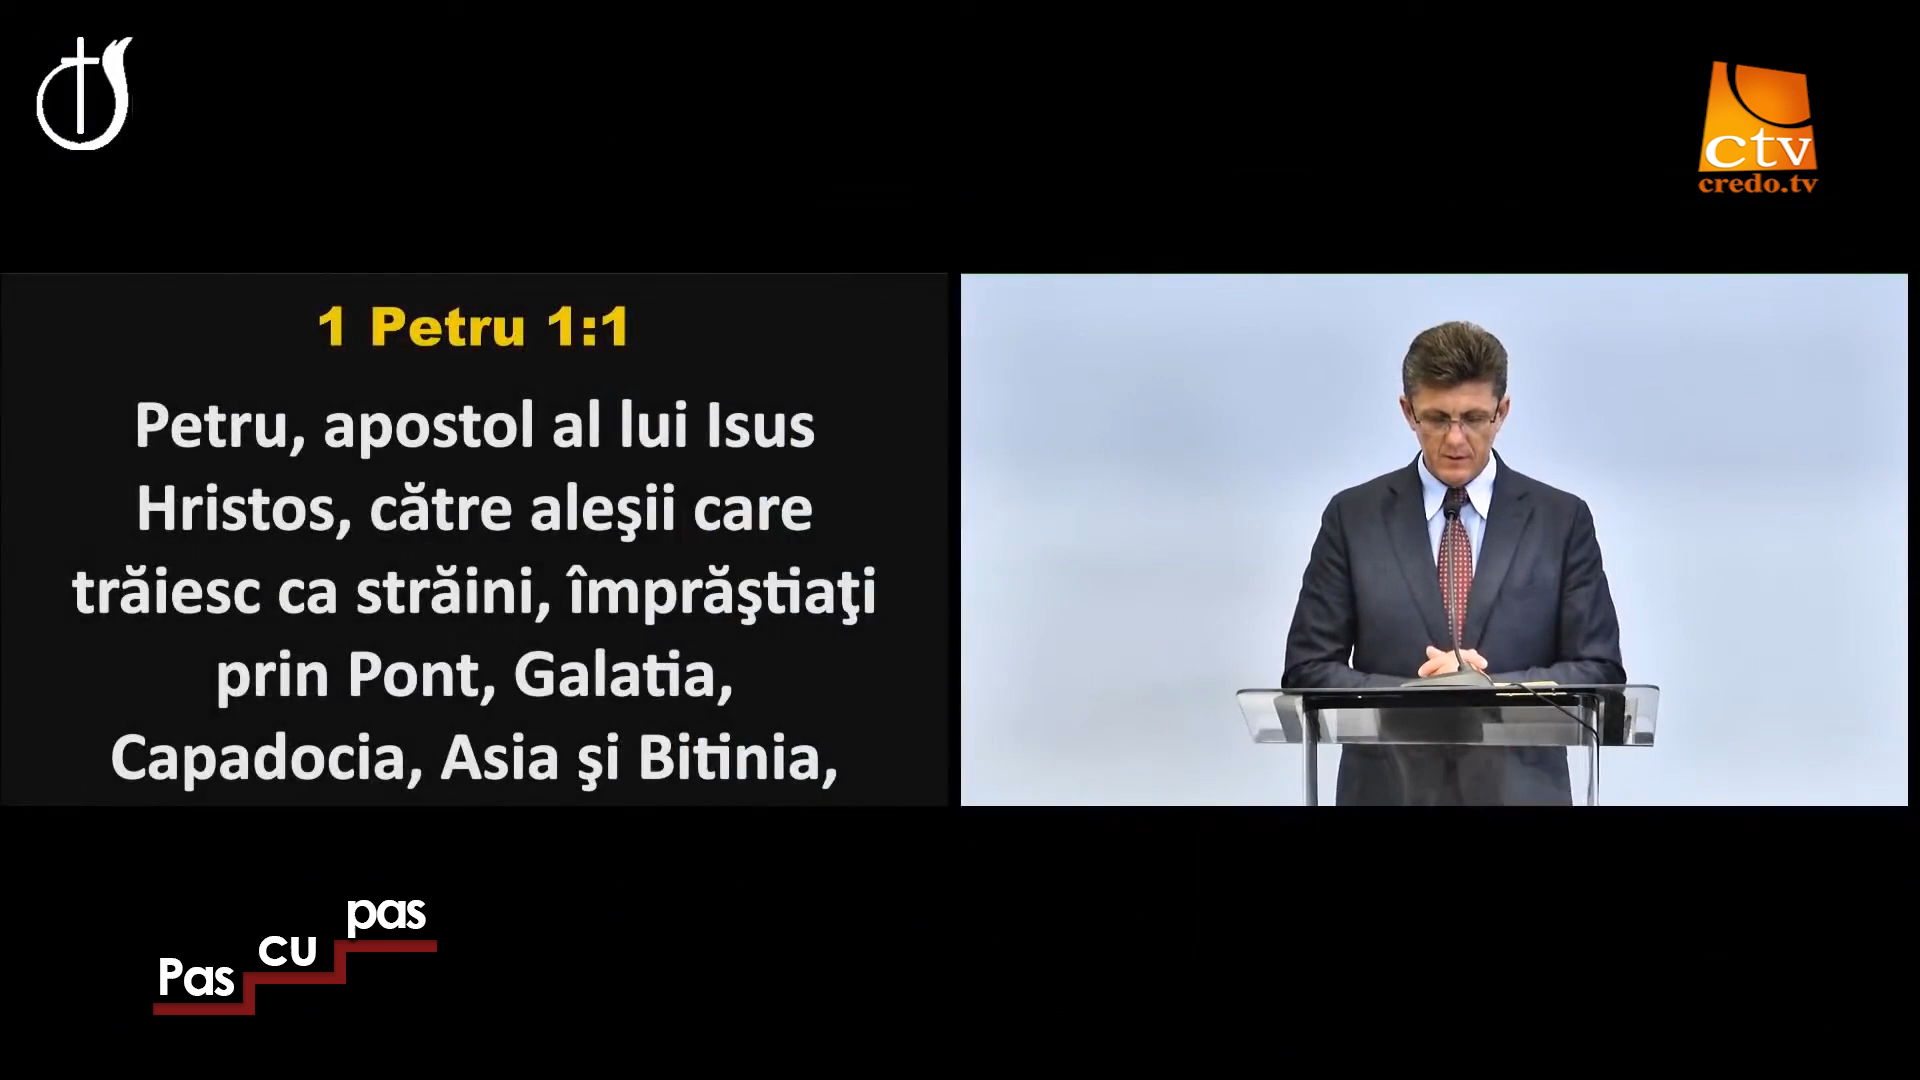 ctv
credo.tv
1 Petru 1:1
Petru, apostol al lui Isus
Hristos, către aleşii care
trăiesc ca străini, împrăştiaţi
prin Pont, Galatia,
Capadocia, Asia şi Bitinia,
Pas cu pas